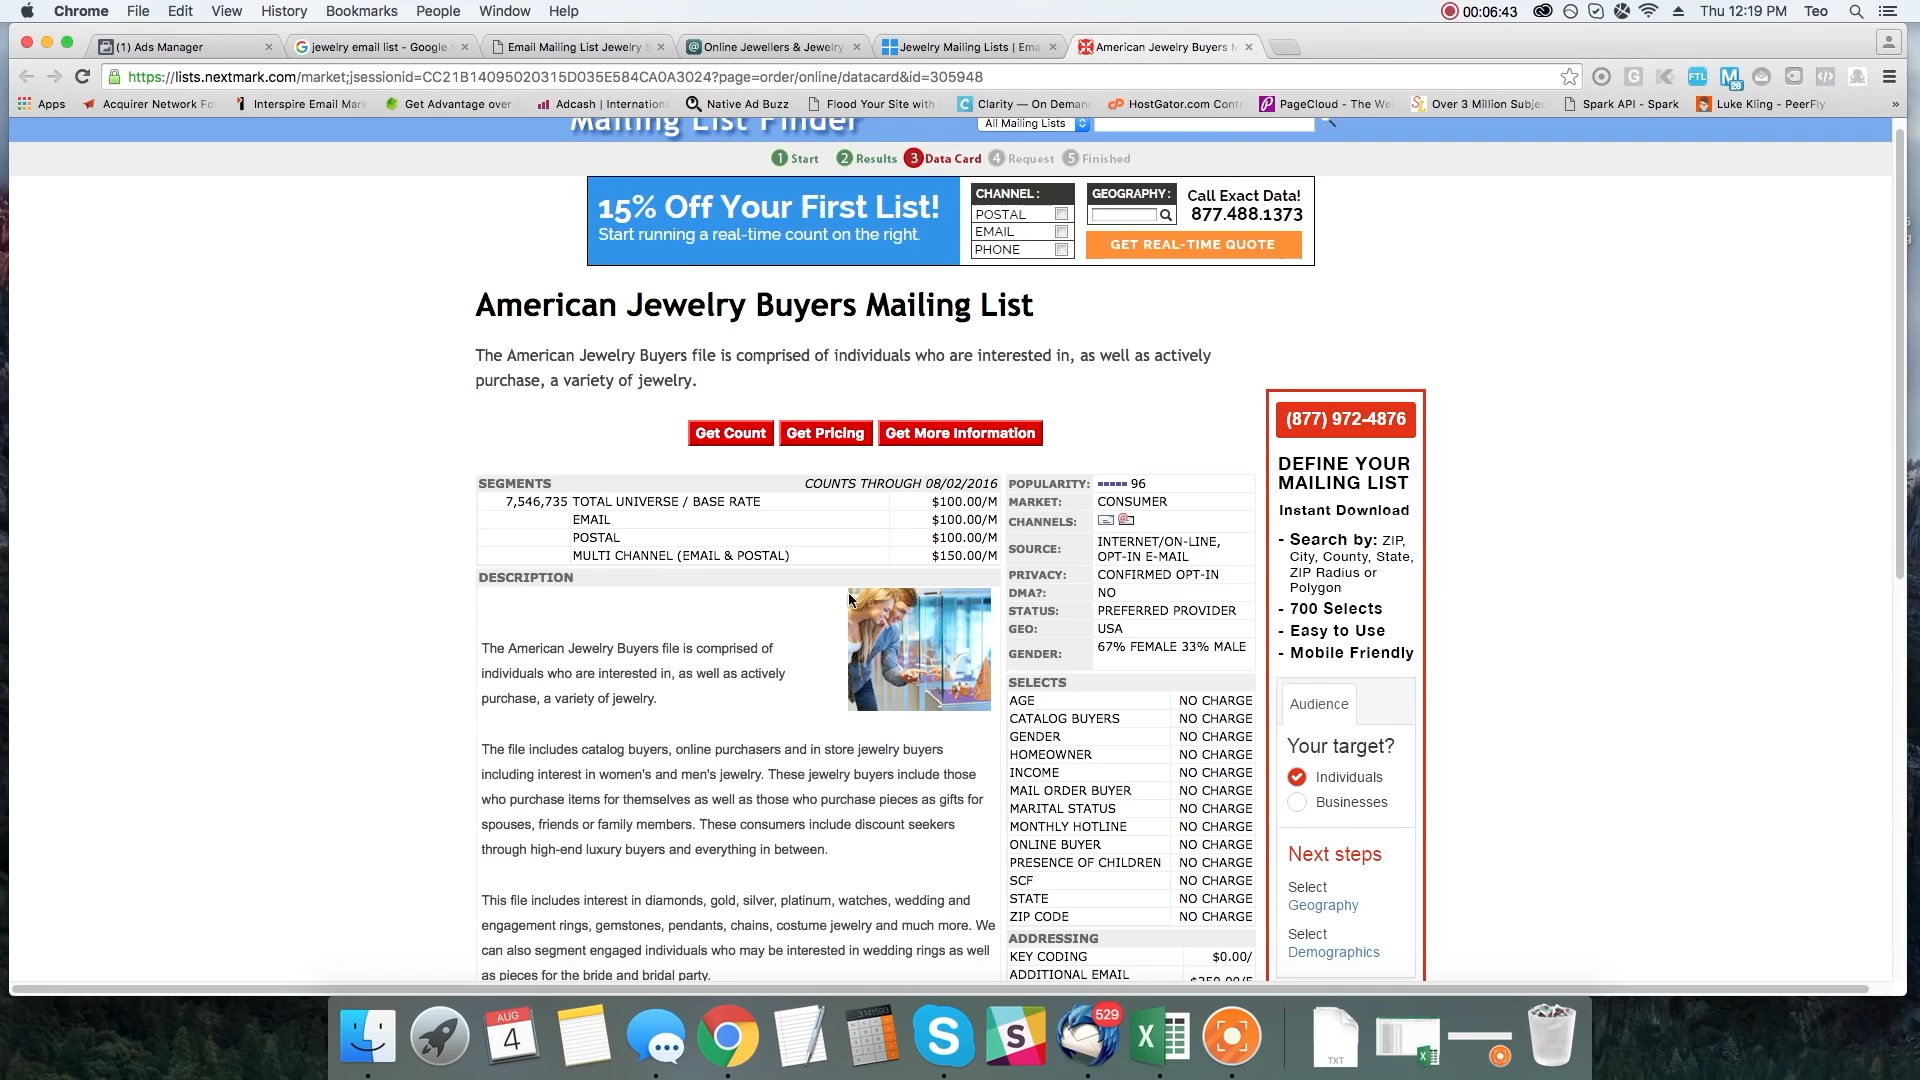 Chrome File Edit View History Bookmarks People Window Help 00:06:43 Thu 12:19 PM Teo
(1) Ads Manager
jewelry email list - Google
Email Mailing List Jewelry
Online Jewellers & Jewelry
Jewelry Mailing Lists | Ema
American Jewelry Buyers M
https://lists.nextmark.com/market;jsessionid=CC21B14095020315D035E584CA0A3024?page=order/online/datacard&id=305948
Apps Acquirer Network Fo Interspire Email Mark Get Advantage over Adcash | Internationa Native Ad Buzz Flood Your Site with Clarity — On Deman HostGator.com Cont PageCloud - The We Over 3 Million Subje Spark API - Spark Luke Kling - PeerFly »
Mailing List Finder All Mailing Lists
1 Start 2 Results 3 Data Card 4 Request 5 Finished
15% Off Your First List!
Start running a real-time count on the right.
CHANNEL:
POSTAL
EMAIL
PHONE
GEOGRAPHY:
Call Exact Data!
877.488.1373
GET REAL-TIME QUOTE
American Jewelry Buyers Mailing List
The American Jewelry Buyers file is comprised of individuals who are interested in, as well as actively
purchase, a variety of jewelry.
Get Count Get Pricing Get More Information
SEGMENTS COUNTS THROUGH 08/02/2016
7,546,735 TOTAL UNIVERSE / BASE RATE $100.00/M
EMAIL $100.00/M
POSTAL $100.00/M
MULTI CHANNEL (EMAIL & POSTAL) $150.00/M
DESCRIPTION
The American Jewelry Buyers file is comprised of
individuals who are interested in, as well as actively
purchase, a variety of jewelry.
The file includes catalog buyers, online purchasers and in store jewelry buyers
including interest in women's and men's jewelry. These jewelry buyers include those
who purchase items for themselves as well as those who purchase pieces as gifts for
spouses, friends or family members. These consumers include discount seekers
through high-end luxury buyers and everything in between.
This file includes interest in diamonds, gold, silver, platinum, watches, wedding and
engagement rings, gemstones, pendants, chains, costume jewelry and much more. We
can also segment engaged individuals who may be interested in wedding rings as well
as pieces for the bride and bridal party.
POPULARITY: 96
MARKET: CONSUMER
CHANNELS:
SOURCE: INTERNET/ON-LINE,
OPT-IN E-MAIL
PRIVACY: CONFIRMED OPT-IN
DMA?: NO
STATUS: PREFERRED PROVIDER
GEO: USA
GENDER: 67% FEMALE 33% MALE
SELECTS
AGE NO CHARGE
CATALOG BUYERS NO CHARGE
GENDER NO CHARGE
HOMEOWNER NO CHARGE
INCOME NO CHARGE
MAIL ORDER BUYER NO CHARGE
MARITAL STATUS NO CHARGE
MONTHLY HOTLINE NO CHARGE
ONLINE BUYER NO CHARGE
PRESENCE OF CHILDREN NO CHARGE
SCF NO CHARGE
STATE NO CHARGE
ZIP CODE NO CHARGE
ADDRESSING
KEY CODING $0.00/
ADDITIONAL EMAIL
(877) 972-4876
DEFINE YOUR
MAILING LIST
Instant Download
- Search by: ZIP,
City, County, State,
ZIP Radius or
Polygon
- 700 Selects
- Easy to Use
- Mobile Friendly
Audience
Your target?
Individuals
Businesses
Next steps
Select
Geography
Select
Demographics
AUG
4
3.141593
529
TXT